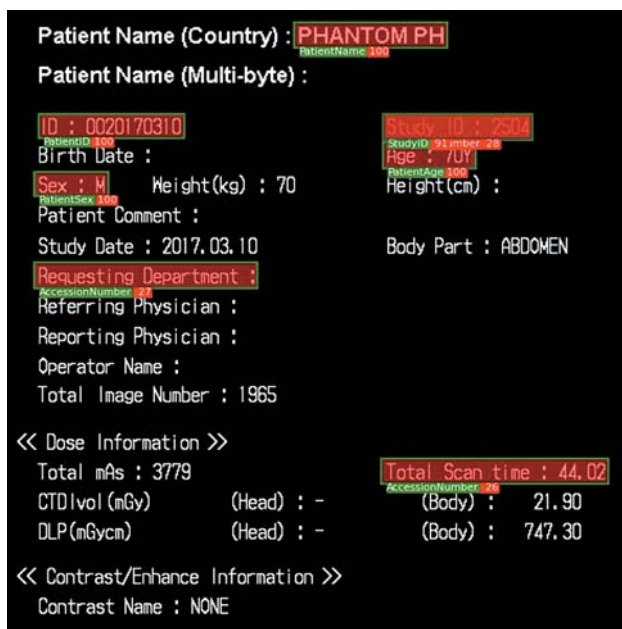 Patient Name (Country) : PHANTOM PH
PatientName 100
Patient Name (Multi-byte) :
ID : 0020170310 Study ID : 2S04
PatientID 100 StudyID 91 imber 28
Birth Date : Age : 70Y
PatientAge 100
Sex : M Weight(kg) : 70 Height(cm) :
PatientSex 100
Patient Comment :
Study Date : 2017.03.10 Body Part : ABDOMEN
Requesting Department :
AccessionNumber 27
Referring Physician :
Reporting Physician :
Operator Name :
Total Image Number : 1965
<< Dose Information >>
Total mAs : 3779 Total Scan time : 44.02
AccessionNumber 26
CTDIvol(mGy) (Head) : - (Body) : 21.90
DLP(mGycm) (Head) : - (Body) : 747.30
<< Contrast/Enhance Information >>
Contrast Name : NONE